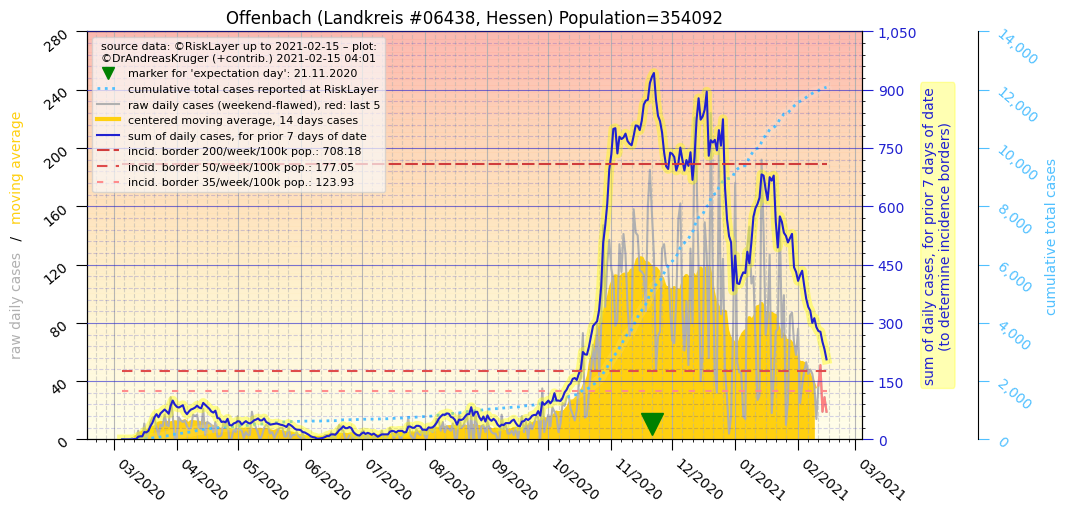 Offenbach (Landkreis #06438, Hessen) Population=354092
source data: ©RiskLayer up to 2021-02-15 – plot:
©DrAndreasKruger (+contrib.) 2021-02-15 04:01
marker for 'expectation day': 21.11.2020
cumulative total cases reported at RiskLayer
raw daily cases (weekend-flawed), red: last 5
centered moving average, 14 days cases
sum of daily cases, for prior 7 days of date
incid. border 200/week/100k pop.: 708.18
incid. border 50/week/100k pop.: 177.05
incid. border 35/week/100k pop.: 123.93
raw daily cases / moving average
280
240
200
160
120
80
40
0
1,050
900
750
600
450
300
150
0
sum of daily cases, for prior 7 days of date
(to determine incidence borders)
14,000
12,000
10,000
8,000
6,000
4,000
2,000
0
cumulative total cases
03/2020
04/2020
05/2020
06/2020
07/2020
08/2020
09/2020
10/2020
11/2020
12/2020
01/2021
02/2021
03/2021